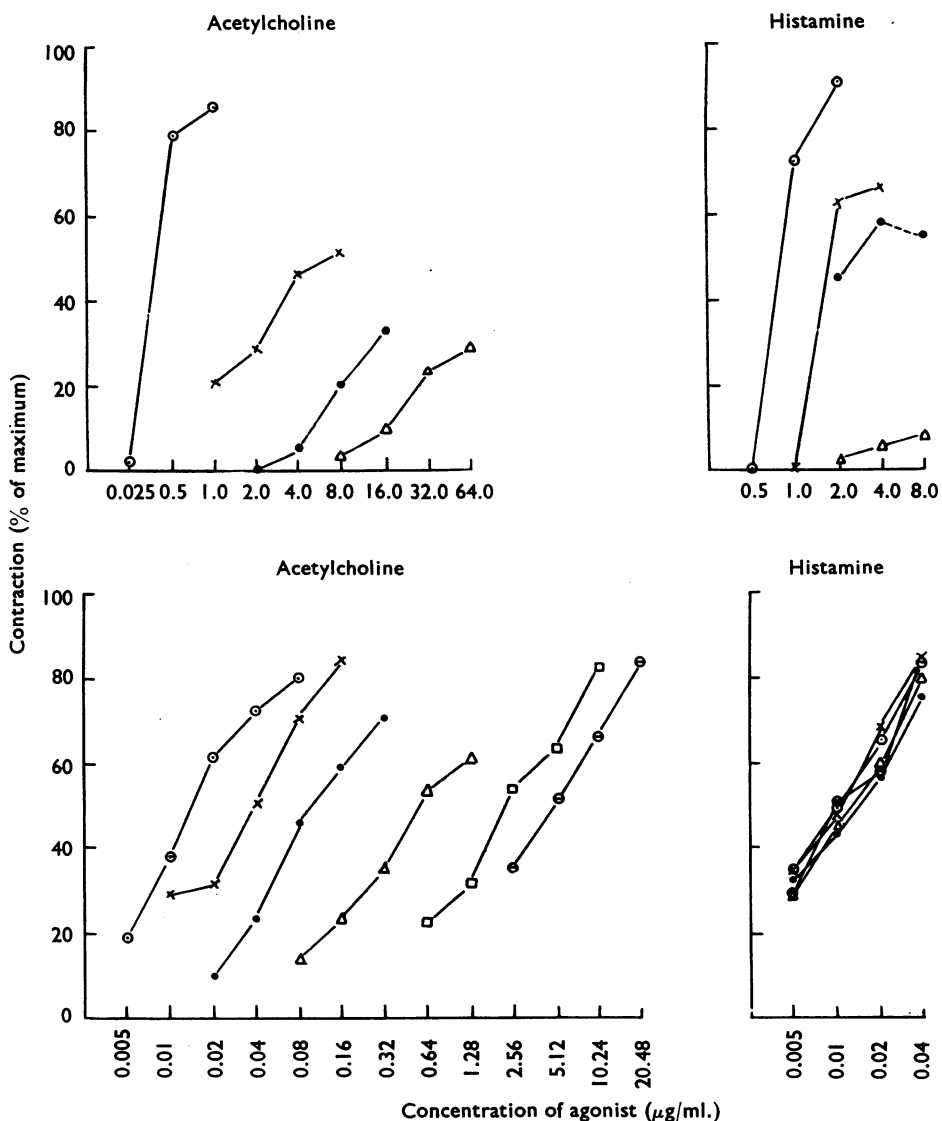 Acetylcholine
Histamine
100
80
60
40
20
0
0.025 0.5 1.0 2.0 4.0 8.0 16.0 32.0 64.0
0.5 1.0 2.0 4.0 8.0
Contraction (% of maximum)
Acetylcholine
Histamine
100
80
60
40
20
0
0.005 0.01 0.02 0.04 0.08 0.16 0.32 0.64 1.28 2.56 5.12 10.24 20.48
0.005 0.01 0.02 0.04
Concentration of agonist (μg/ml.)